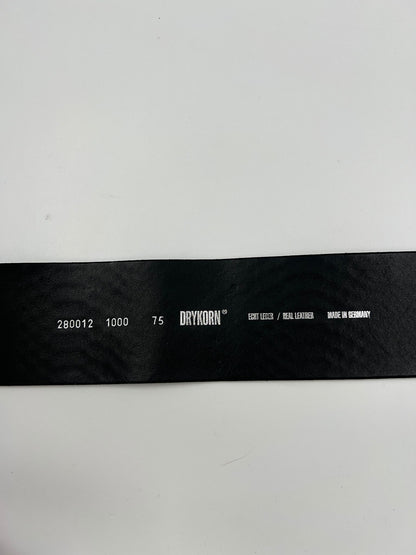 280012 1000 75 DRYKORN® ECHT LEDER / REAL LEATHER MADE IN GERMANY